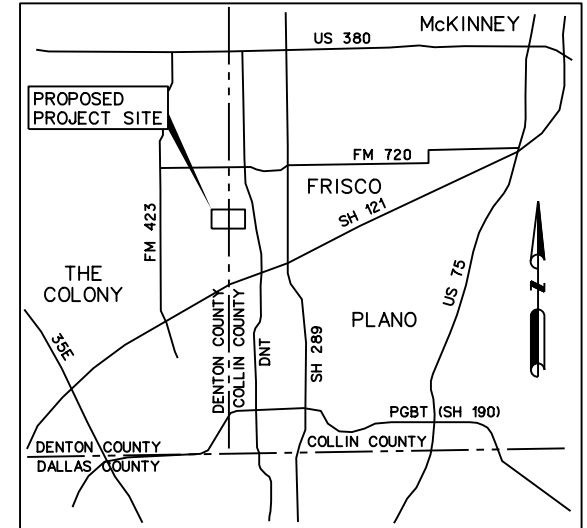 McKINNEY
US 380
PROPOSED
PROJECT SITE
FM 720
FRISCO
SH 121
FM 423
THE
COLONY
US 75
N
35E
DENTON COUNTY
COLLIN COUNTY
DNT
SH 289
PLANO
PGBT (SH 190)
DENTON COUNTY
DALLAS COUNTY
COLLIN COUNTY